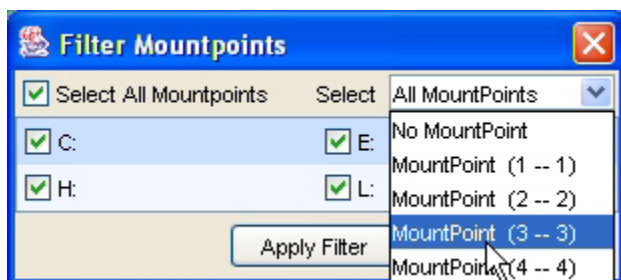 Filter Mountpoints
Select All Mountpoints Select All MountPoints
No MountPoint
C: E:
MountPoint (1 -- 1)
H: L:
MountPoint (2 -- 2)
MountPoint (3 -- 3)
Apply Filter
MountPoint (4 -- 4)